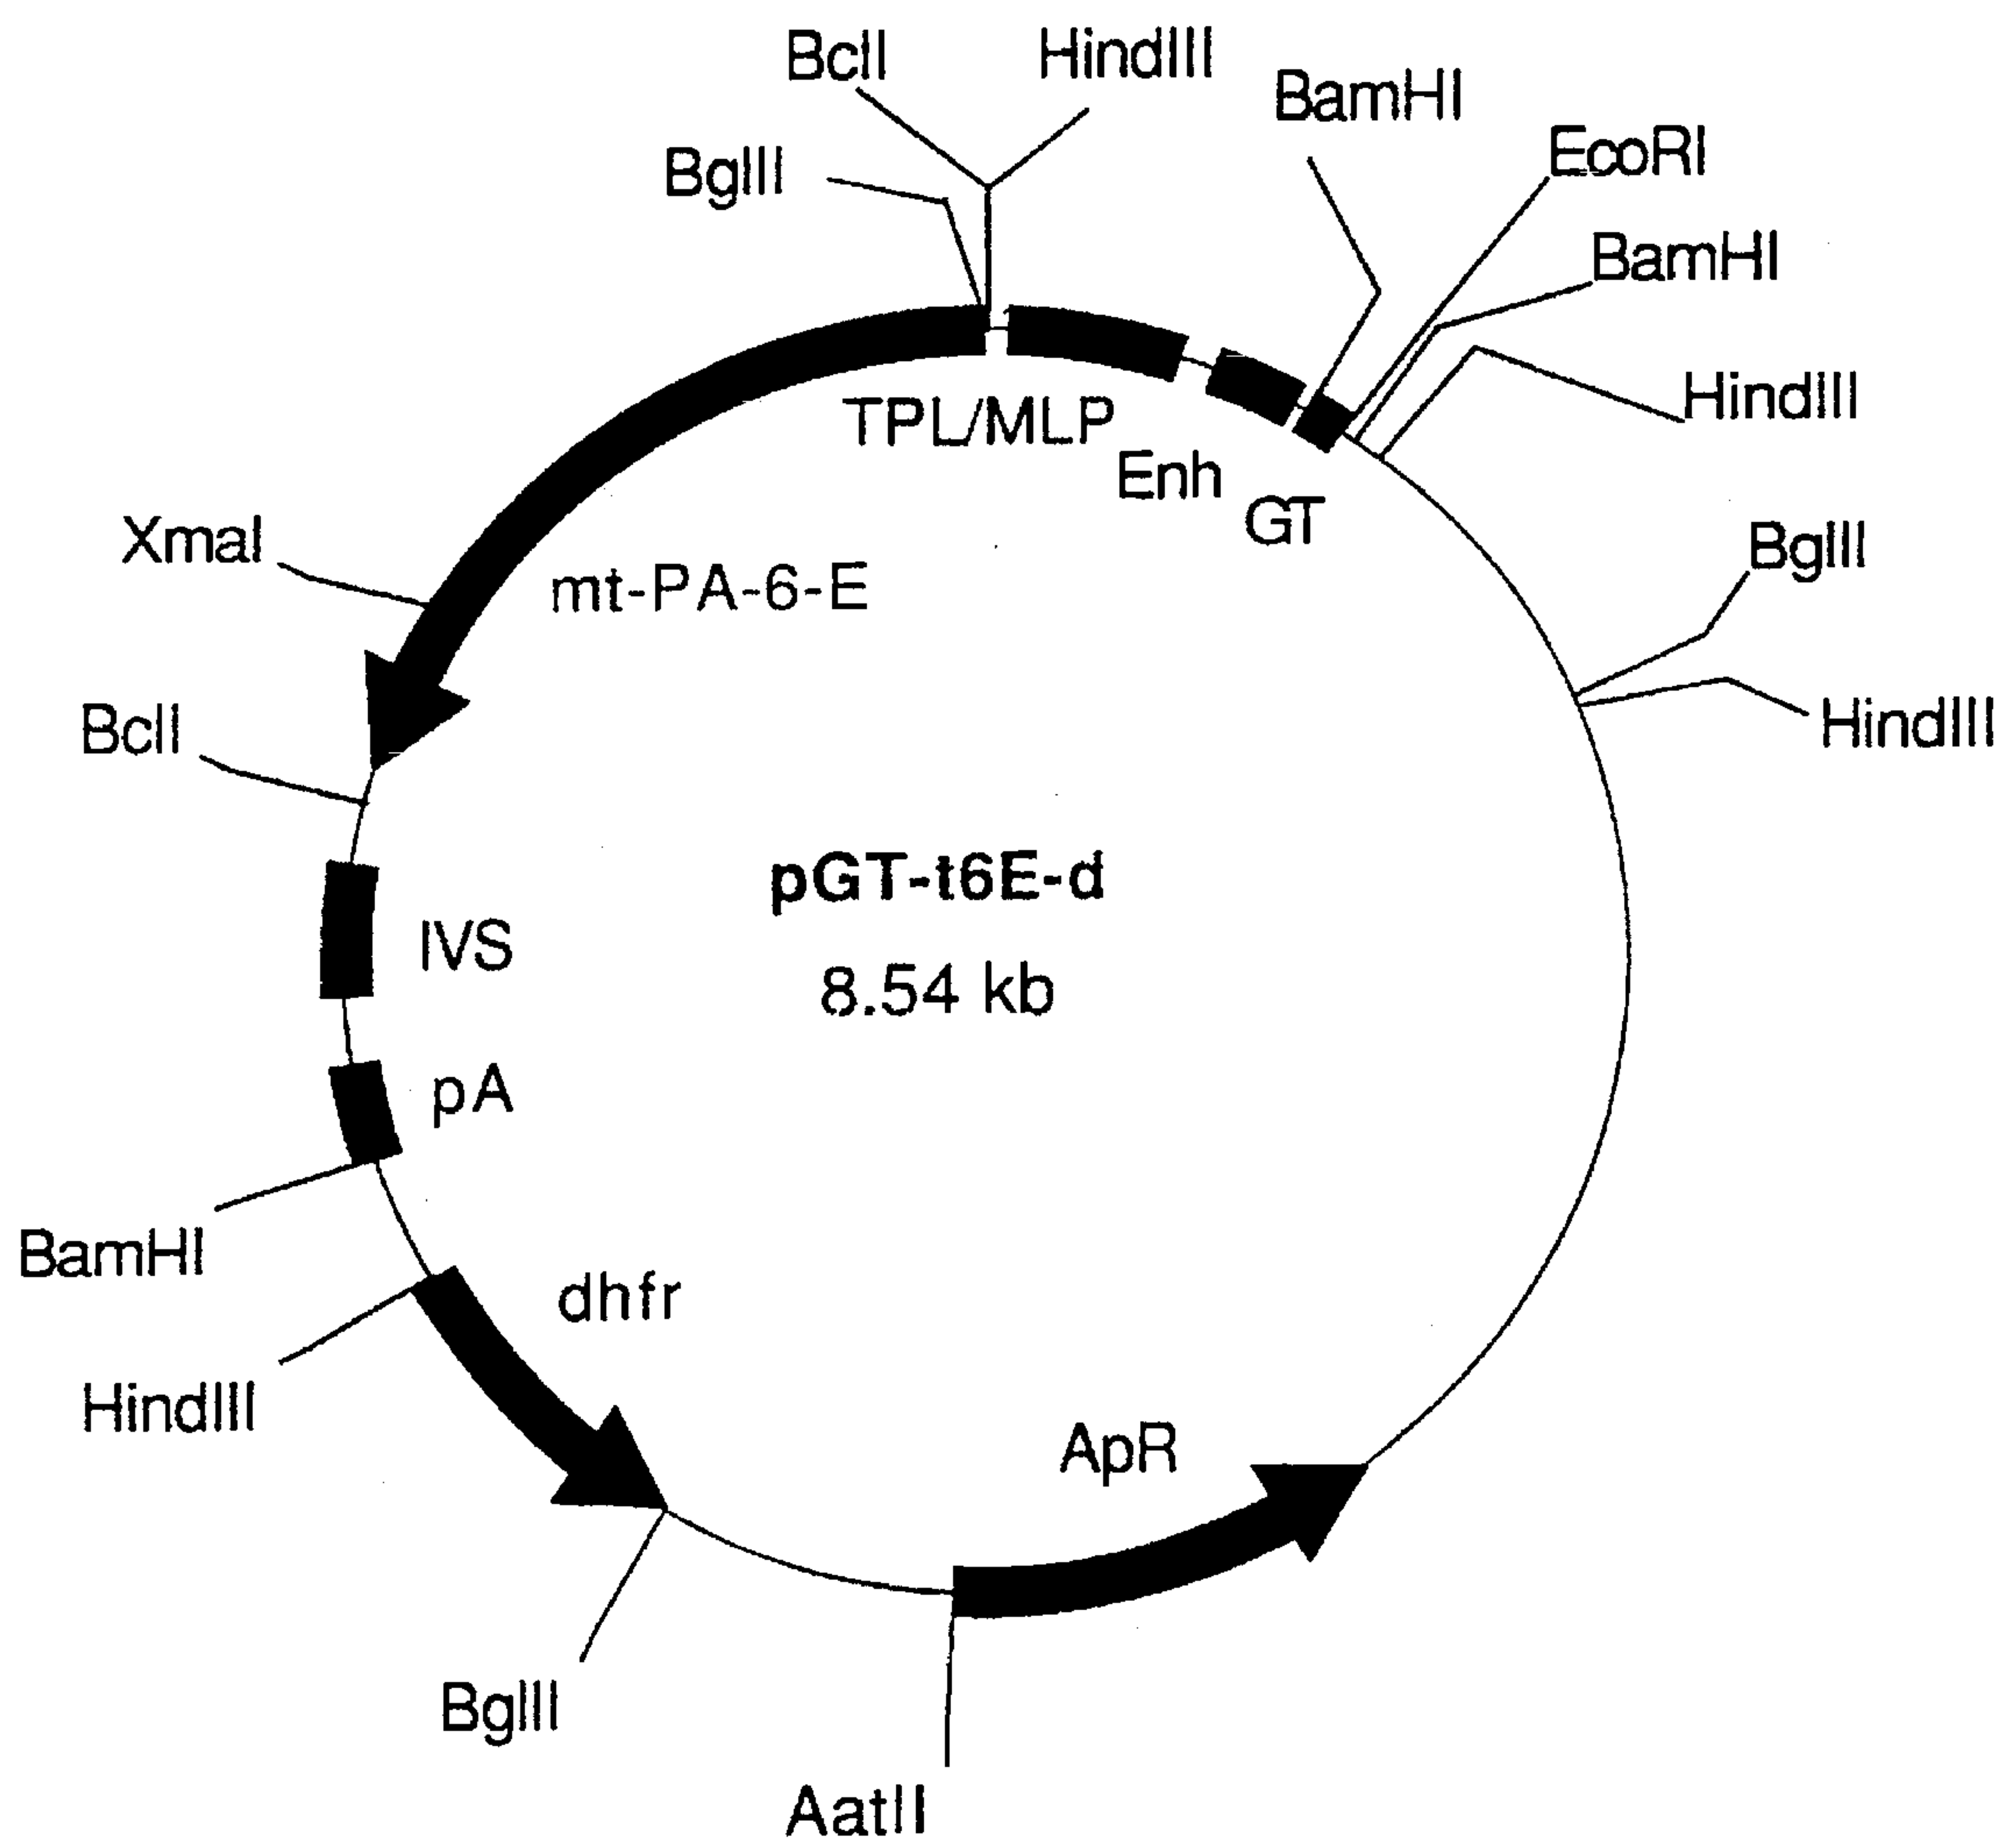 BclI
HindIII
BamHI
EcoRI
BglII
BamHI
HindIII
TPL/MLP
Enh
GT
XmaI
mt-PA-6-E
BglII
BclI
HindIII
pGT-t6E-d
IVS
8.54 kb
pA
BamHI
dhfr
HindIII
ApR
BglII
AatII